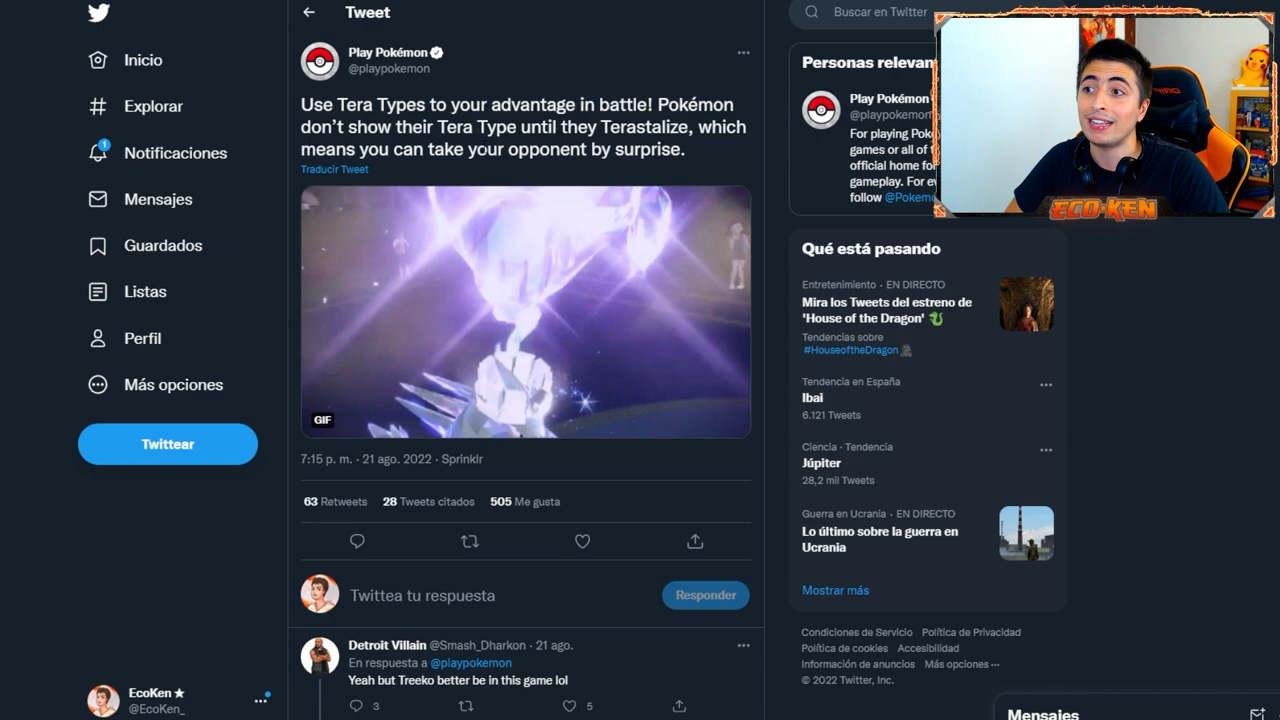 Inicio
Explorar
1
Notificaciones
Mensajes
Guardados
Listas
Perfil
Más opciones
Twittear
EcoKen ★
@EcoKen_
Tweet
Play Pokémon
@playpokemon
Use Tera Types to your advantage in battle! Pokémon
don't show their Tera Type until they Terastalize, which
means you can take your opponent by surprise.
Traducir Tweet
GIF
7:15 p. m. · 21 ago. 2022 · Sprinklr
63 Retweets 28 Tweets citados 505 Me gusta
Twittea tu respuesta
Responder
Detroit Villain @Smash_Dharkon · 21 ago.
En respuesta a @playpokemon
Yeah but Treeko better be in this game lol
3
5
Buscar en Twitter
Personas relevan
Play Pokémon
@playpokemon
For playing Pok
games or all of
official home fo
gameplay. For e
follow @Pokem
ECO·KEN
Qué está pasando
Entretenimiento · EN DIRECTO
Mira los Tweets del estreno de
'House of the Dragon'
Tendencias sobre
#HouseoftheDragon
Tendencia en España
Ibai
6.121 Tweets
Ciencia · Tendencia
Júpiter
28,2 mil Tweets
Guerra en Ucrania · EN DIRECTO
Lo último sobre la guerra en
Ucrania
Mostrar más
Condiciones de Servicio Política de Privacidad
Política de cookies Accesibilidad
Información de anuncios Más opciones ···
© 2022 Twitter, Inc.
Mensajes